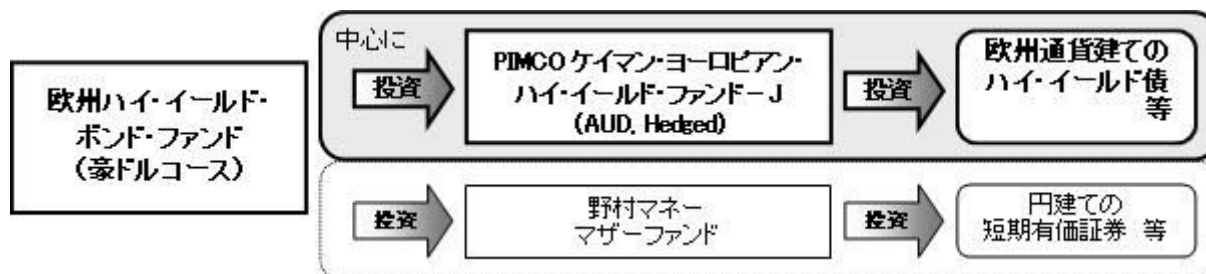 欧州ハイ・イールド・
ボンド・ファンド
(豪ドルコース)
中心に
投資
PIMCO ケイマン・ヨーロピアン・
ハイ・イールド・ファンド－J
(AUD, Hedged)
投資
欧州通貨建ての
ハイ・イールド債
等
投資
野村マネー
マザーファンド
投資
円建ての
短期有価証券 等